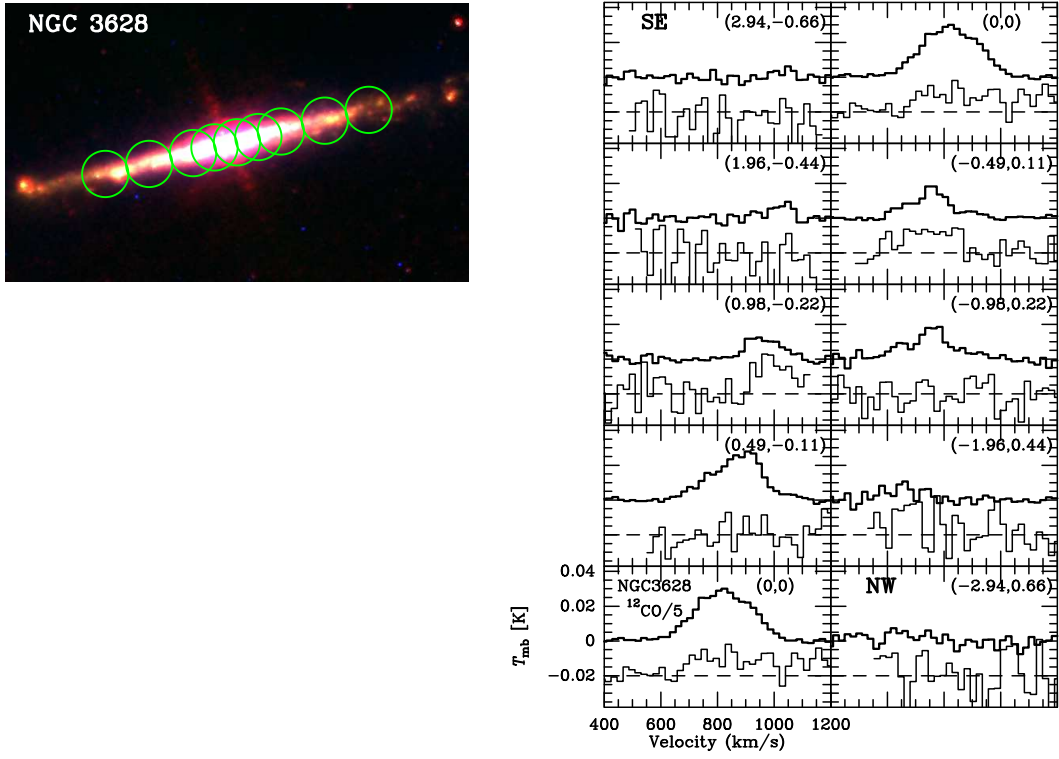 NGC 3628
SE
(2.94,−0.66)
(0,0)
(1.96,−0.44)
(−0.49,0.11)
(0.98,−0.22)
(−0.98,0.22)
(0.49,−0.11)
(−1.96,0.44)
0.04
0.02
0
−0.02
T_mb [K]
NGC3628
(0,0)
¹²CO/5
NW
(−2.94,0.66)
400 600 800 1000 1200
Velocity (km/s)